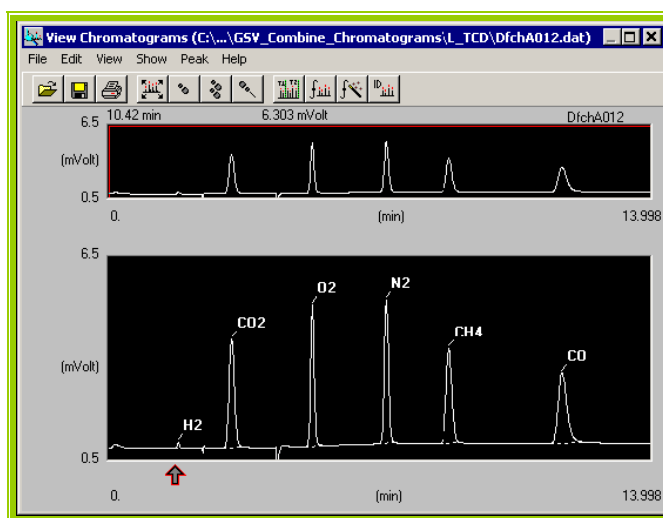 View Chromatograms (C:\...\GSV_Combine_Chromatograms\L_TCD\DfchA012.dat)
File Edit View Show Peak Help
10.42 min 6.303 mVolt DfchA012
6.5
(mVolt)
0.5
0. (min) 13.998
6.5
O2 N2
CO2
CH4
CO
(mVolt)
H2
0.5
0. (min) 13.998